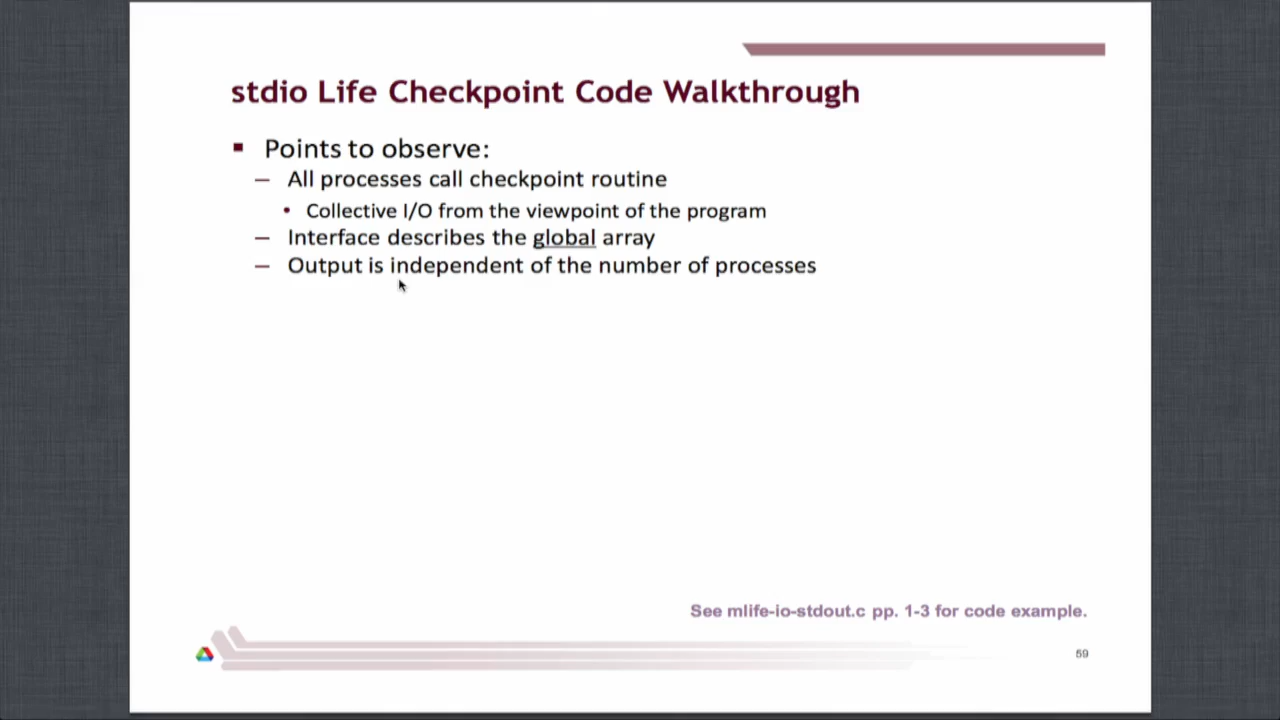 stdio Life Checkpoint Code Walkthrough
Points to observe:
– All processes call checkpoint routine
• Collective I/O from the viewpoint of the program
– Interface describes the global array
– Output is independent of the number of processes
See mlife-io-stdout.c pp. 1-3 for code example.
59